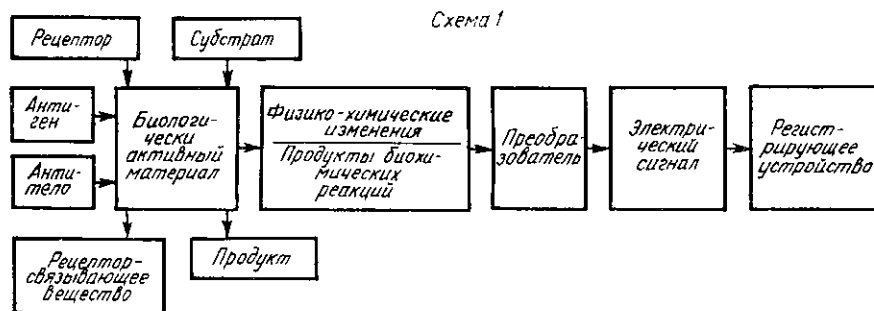 Схема 1
Рецептор
Субстрат
Анти-
ген
Анти-
тело
Биологи-
чески
активный
материал
Физико-химические
изменения
Продукты биохи-
мических
реакций
Преобра-
зователь
Электри-
ческий
сигнал
Регист-
рирующее
устройство
Рецептор-
связывающее
вещество
Продукт